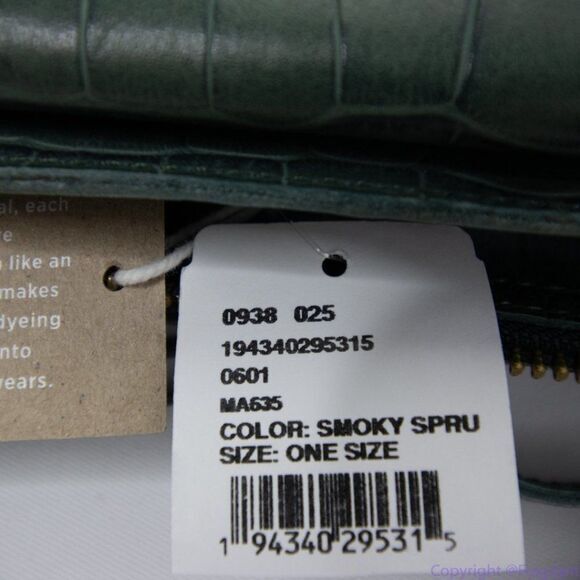 al, each
re
like an
makes
dyeing
nto
years.
0938 025
194340295315
0601
MA635
COLOR: SMOKY SPRU
SIZE: ONE SIZE
1 94340 29531 5